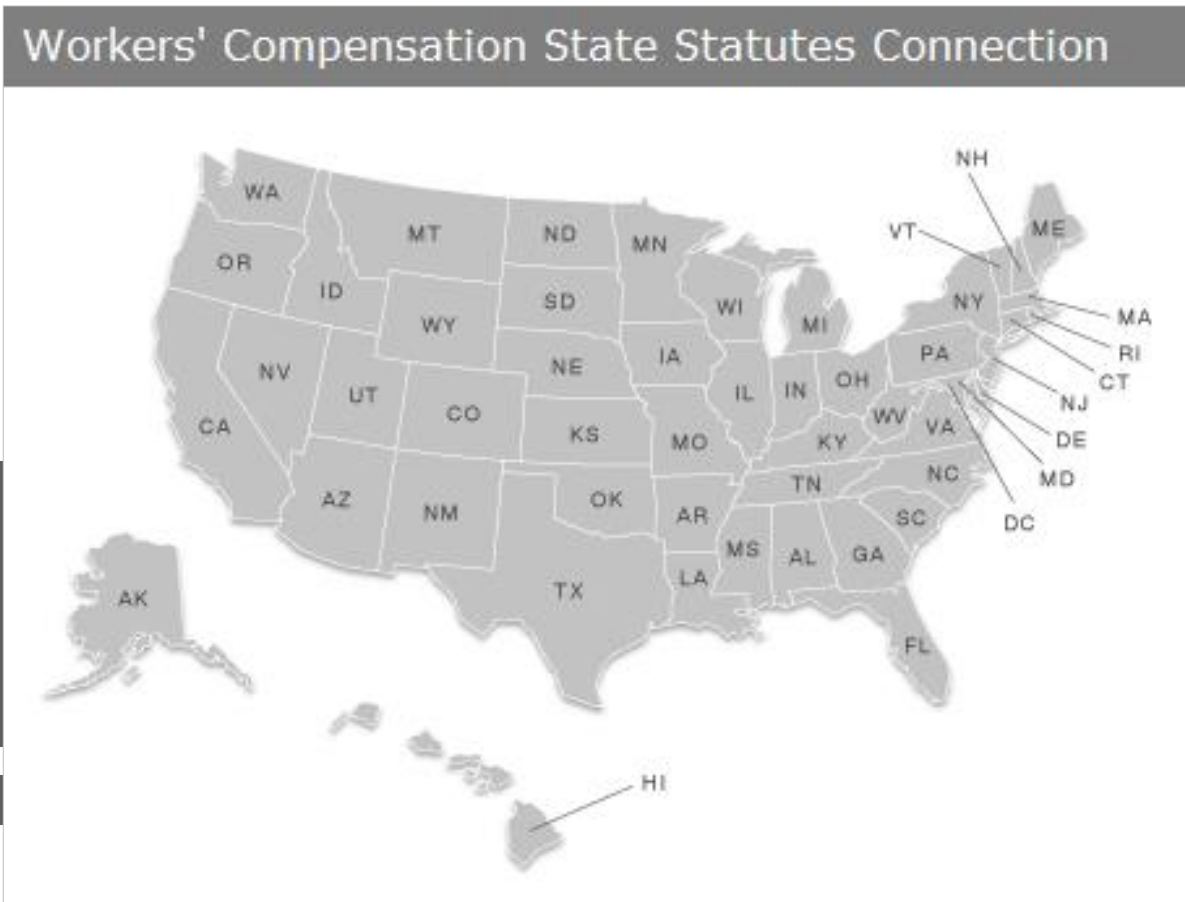 Workers' Compensation State Statutes Connection
NH
WA
ME
MT
ND
VT
MN
OR
ID
SD
NY
WI
MA
WY
MI
RI
IA
PA
NE
NV
CT
OH
UT
IL
IN
NJ
CO
WV
CA
VA
KS
DE
MO
KY
NC
MD
TN
AZ
OK
NM
AR
SC
DC
MS
AL
GA
LA
TX
AK
FL
HI